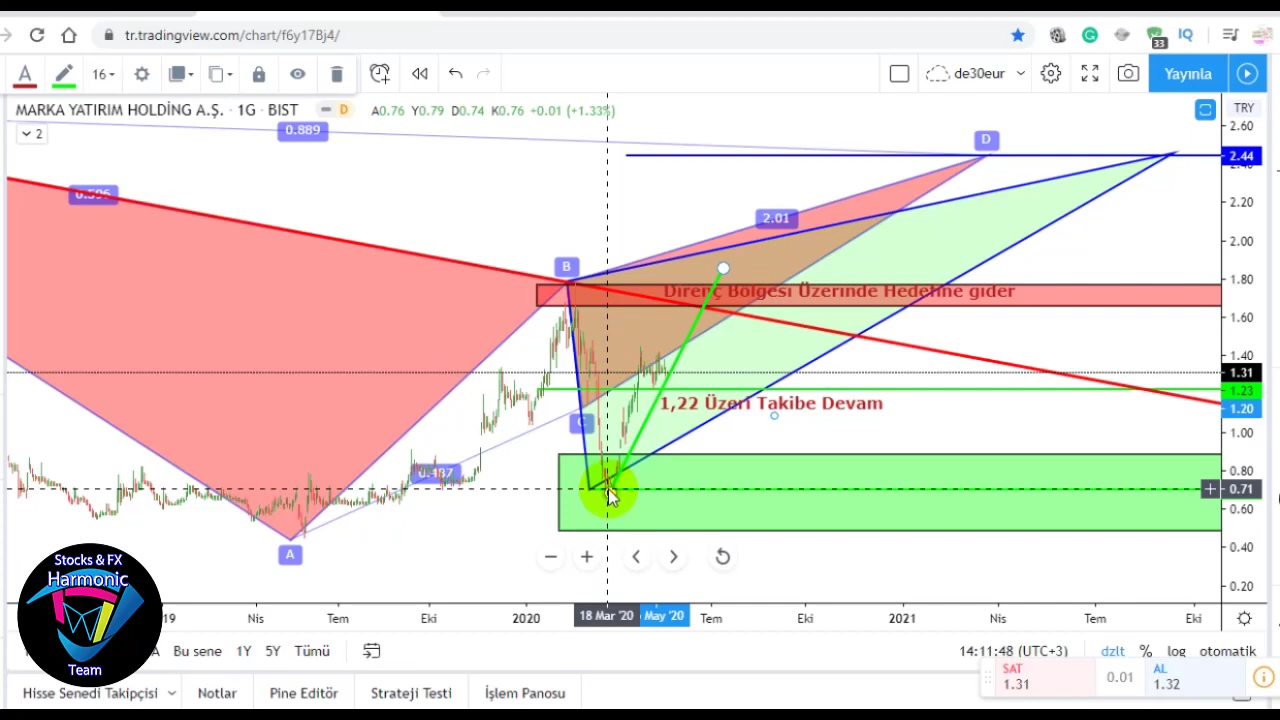 tr.tradingview.com/chart/f6y17Bj4/
33
IQ
A
16
de30eur
Yayınla
MARKA YATIRIM HOLDİNG A.Ş. · 1G · BIST
D
A0.76 Y0.79 D0.74 K0.76 +0.01 (+1.33%)
TRY
2
0.889
2.60
D
2.44
2.40
0.596
2.20
2.01
2.00
B
1.80
Direnç Bölgesi Üzerinde Hedefine gider
1.60
1.40
1.31
1.23
1,22 Üzeri Takibe Devam
1.20
C
1.00
0.487
0.80
0.71
0.60
A
0.40
0.20
Stocks & FX
Harmonic
Team
19
Nis
Tem
Eki
2020
18 Mar '20
May '20
Tem
Eki
2021
Nis
Tem
Eki
A
Bu sene
1Y
5Y
Tümü
14:11:48 (UTC+3)
dzlt
%
log
otomatik
SAT
1.31
0.01
AL
1.32
Hisse Senedi Takipçisi
Notlar
Pine Editör
Strateji Testi
İşlem Panosu